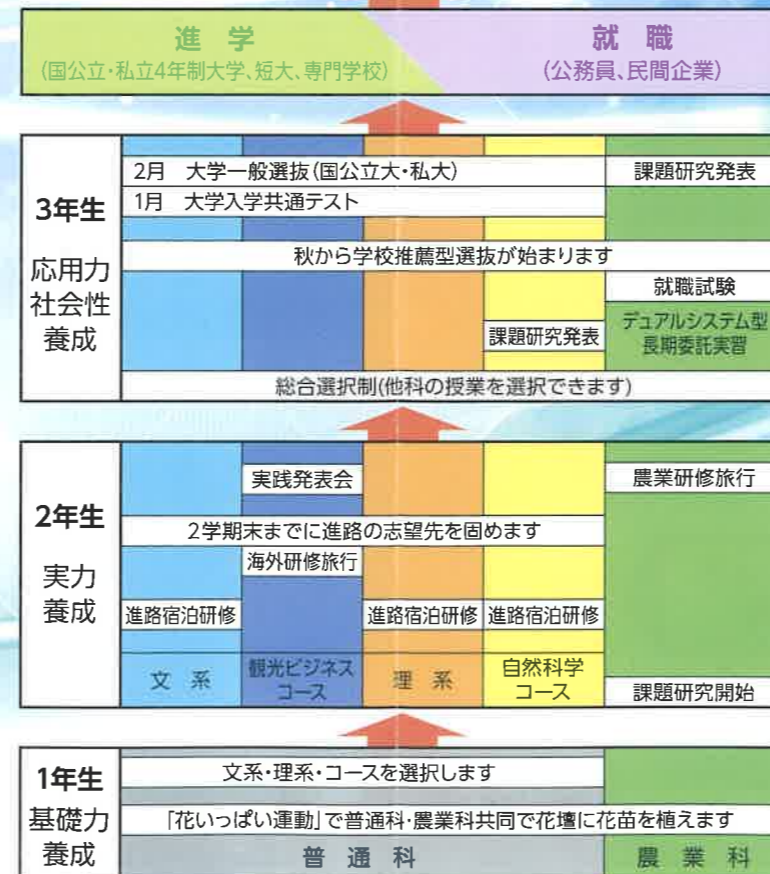 進 学
(国公立・私立4年制大学、短大、専門学校)
就 職
(公務員、民間企業)
3年生
応用力
社会性
養成
2月 大学一般選抜(国公立大・私大)
課題研究発表
1月 大学入学共通テスト
秋から学校推薦型選抜が始まります
就職試験
課題研究発表
デュアルシステム型
長期委託実習
総合選択制(他科の授業を選択できます)
2年生
実力
養成
実践発表会
農業研修旅行
2学期末までに進路の志望先を固めます
海外研修旅行
進路宿泊研修
進路宿泊研修
進路宿泊研修
文 系
観光ビジネス
コース
理 系
自然科学
コース
課題研究開始
1年生
基礎力
養成
文系・理系・コースを選択します
「花いっぱい運動」で普通科・農業科共同で花壇に花苗を植えます
普 通 科
農 業 科